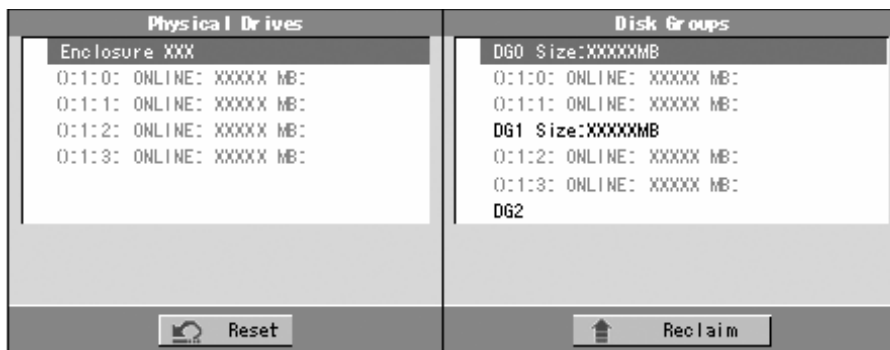 Physical Drives
Enclosure XXX
0:1:0: ONLINE: XXXXX MB:
0:1:1: ONLINE: XXXXX MB:
0:1:2: ONLINE: XXXXX MB:
0:1:3: ONLINE: XXXXX MB:
Reset
Disk Groups
DG0 Size:XXXXXMB
0:1:0: ONLINE: XXXXX MB:
0:1:1: ONLINE: XXXXX MB:
DG1 Size:XXXXXMB
0:1:2: ONLINE: XXXXX MB:
0:1:3: ONLINE: XXXXX MB:
DG2
Reclaim